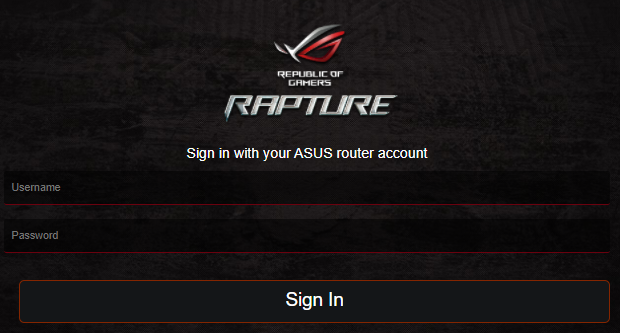 REPUBLIC OF
GAMERS
RAPTURE
Sign in with your ASUS router account
Username
Password
Sign In